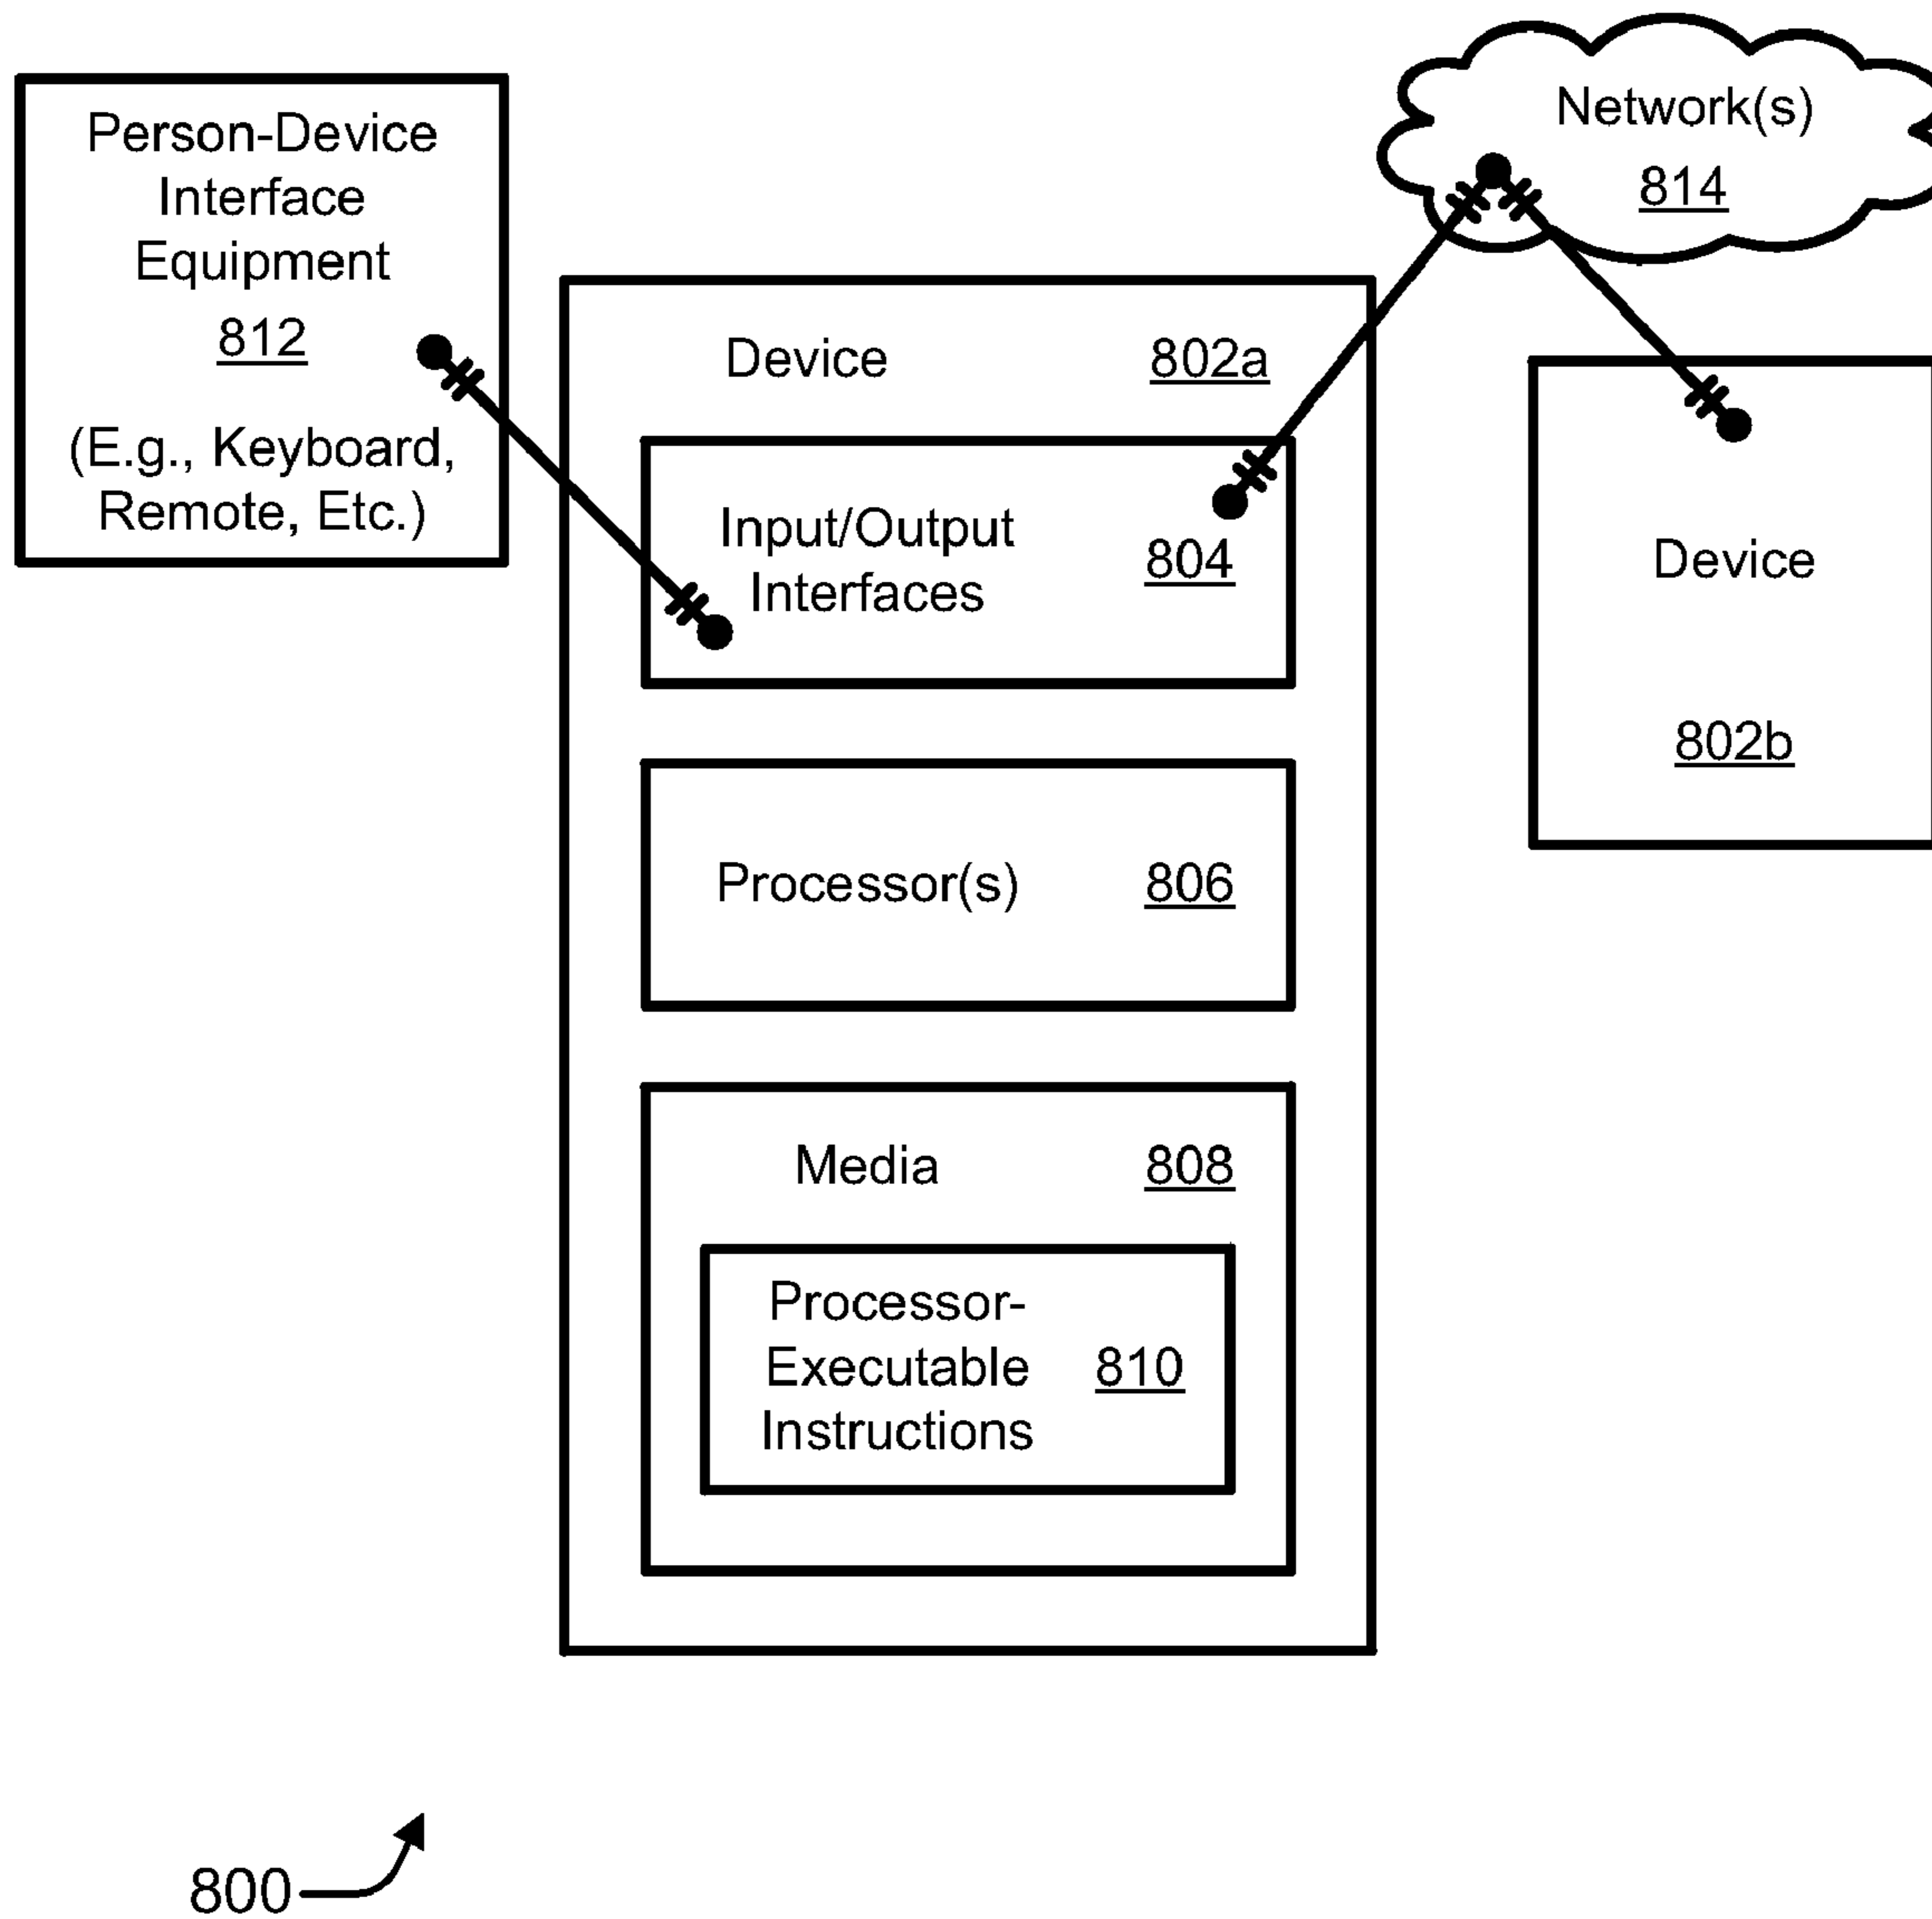 Person-Device
Interface
Equipment
812
(E.g., Keyboard,
Remote, Etc.)
Network(s)
814
Device 802a
Input/Output
Interfaces
804
Device
802b
Processor(s) 806
Media 808
Processor-
Executable
Instructions
810
800